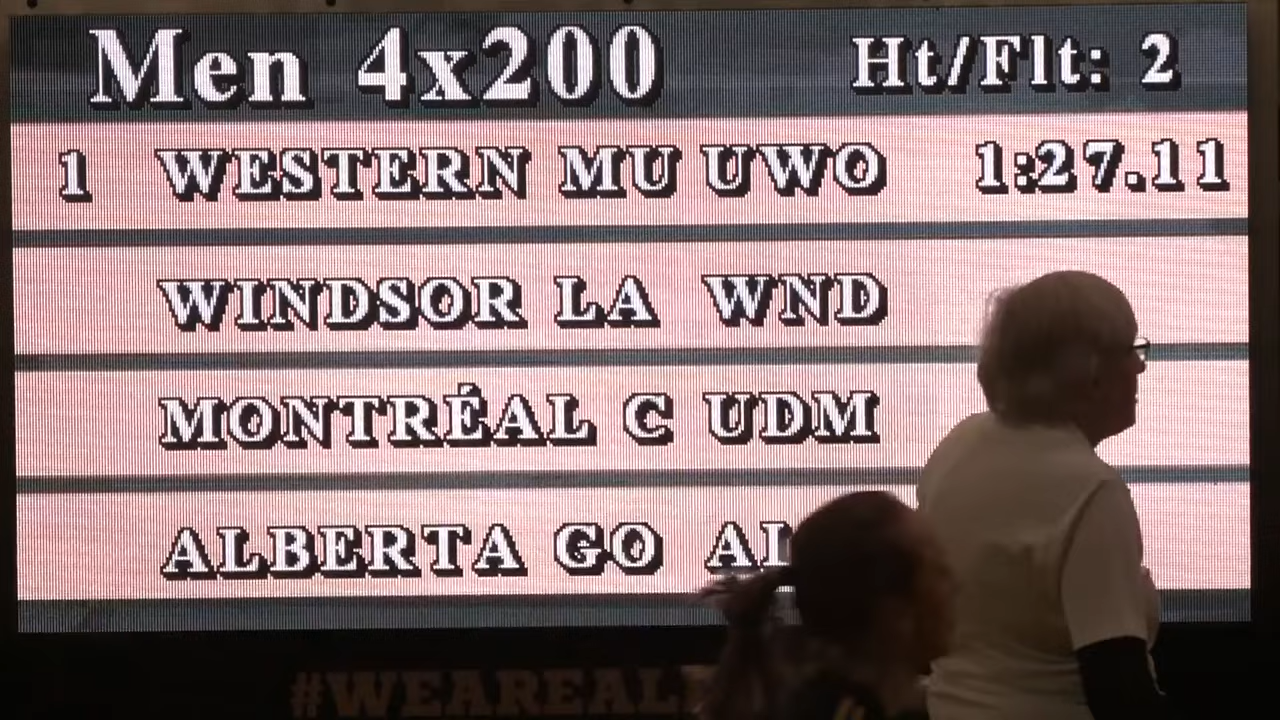 Men 4x200 Ht/Flt: 2
1 WESTERN MU UWO 1:27.11
WINDSOR LA WND
MONTRÉAL C UDM
ALBERTA GO